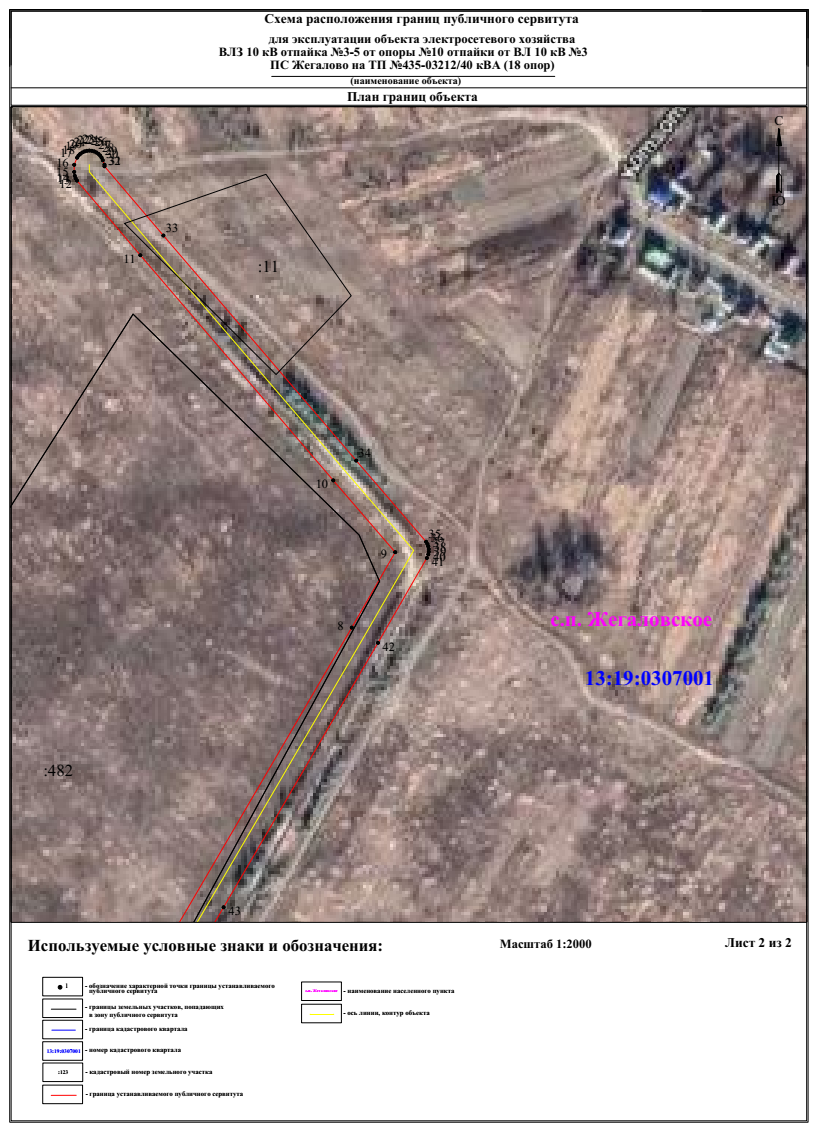 Схема расположения границ публичного сервитута
для эксплуатации объекта электросетевого хозяйства
ВЛЗ 10 кВ отпайка №3-5 от опоры №10 отпайки от ВЛ 10 кВ №3
ПС Жегалово на ТП №435-03212/40 кВА (18 опор)
(наименование объекта)
План границ объекта
С
Ю
16
12
32
33
11
:11
34
10
35
9
41
8
42
с.п. Жегаловское
13:19:0307001
:482
43
Используемые условные знаки и обозначения:
Масштаб 1:2000
Лист 2 из 2
1
- обозначение характерной точки границы устанавливаемого
публичного сервитута
- границы земельных участков, попадающих
в зону публичного сервитута
- граница кадастрового квартала
13:19:0307001
- номер кадастрового квартала
:123
- кадастровый номер земельного участка
- граница устанавливаемого публичного сервитута
с.п. Жегаловское
- наименование населенного пункта
- ось линии, контур объекта